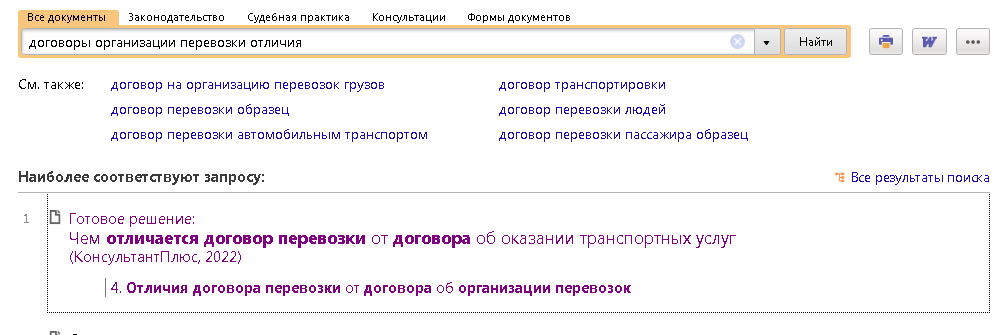 Все документы Законодательство Судебная практика Консультации Формы документов
договоры организации перевозки отличия Найти
См. также: договор на организацию перевозок грузов договор транспортировки
договор перевозки образец договор перевозки людей
договор перевозки автомобильным транспортом договор перевозки пассажира образец
Наиболее соответствуют запросу: Все результаты поиска
1 Готовое решение:
Чем отличается договор перевозки от договора об оказании транспортных услуг
(КонсультантПлюс, 2022)
4. Отличия договора перевозки от договора об организации перевозок